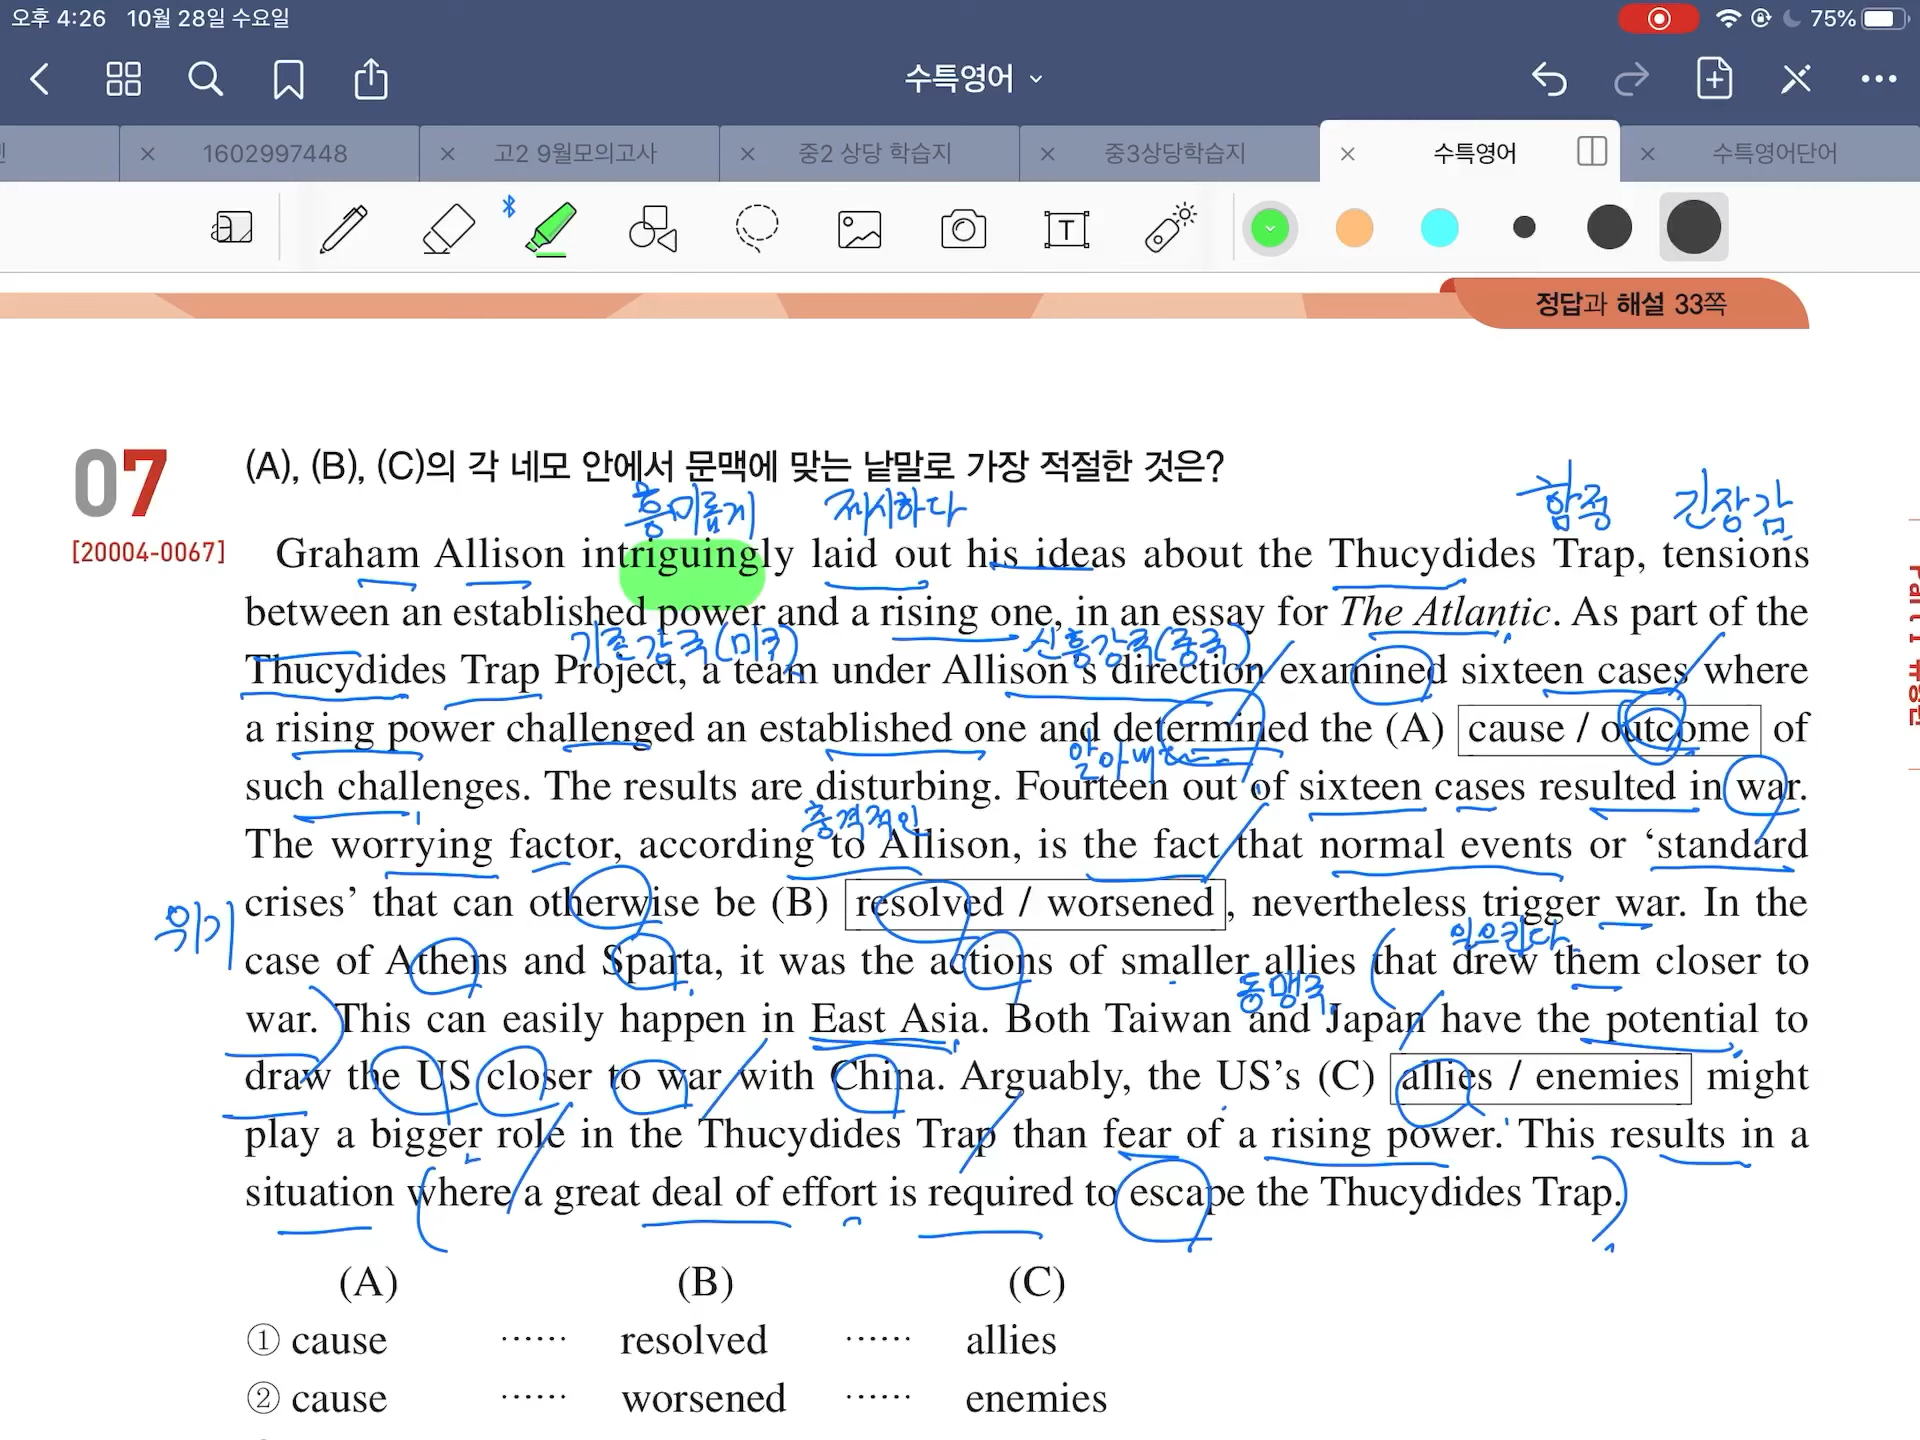 오후 4:26 10월 28일 수요일 75%
수특영어
1602997448 고2 9월모의고사 중2 상당 학습지 중3상당학습지 수특영어 수특영어단어
정답과 해설 33쪽
07 (A), (B), (C)의 각 네모 안에서 문맥에 맞는 낱말로 가장 적절한 것은?
흥미롭게 제시하다 함정 긴장감
[20004-0067] Graham Allison intriguingly laid out his ideas about the Thucydides Trap, tensions
between an established power and a rising one, in an essay for The Atlantic. As part of the
기존강국(미국) 신흥강국(중국)
Thucydides Trap Project, a team under Allison's direction examined sixteen cases where
a rising power challenged an established one and determined the (A) cause / outcome of
알아내다
such challenges. The results are disturbing. Fourteen out of sixteen cases resulted in war.
충격적인
The worrying factor, according to Allison, is the fact that normal events or ‘standard
위기 crises’ that can otherwise be (B) resolved / worsened, nevertheless trigger war. In the
일으킨다
case of Athens and Sparta, it was the actions of smaller allies that drew them closer to
동맹국
war. This can easily happen in East Asia. Both Taiwan and Japan have the potential to
draw the US closer to war with China. Arguably, the US's (C) allies / enemies might
play a bigger role in the Thucydides Trap than fear of a rising power. This results in a
situation where a great deal of effort is required to escape the Thucydides Trap.
(A) (B) (C)
① cause ...... resolved ...... allies
② cause ...... worsened ...... enemies